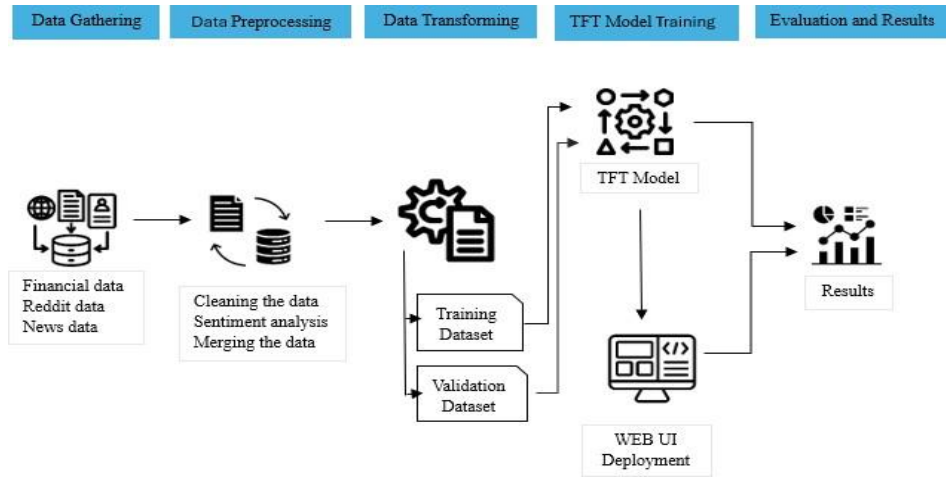 Data Gathering
Data Preprocessing
Data Transforming
TFT Model Training
Evaluation and Results
TFT Model
Financial data
Reddit data
News data
Cleaning the data
Sentiment analysis
Merging the data
Training
Dataset
Validation
Dataset
</>
WEB UI
Deployment
Results